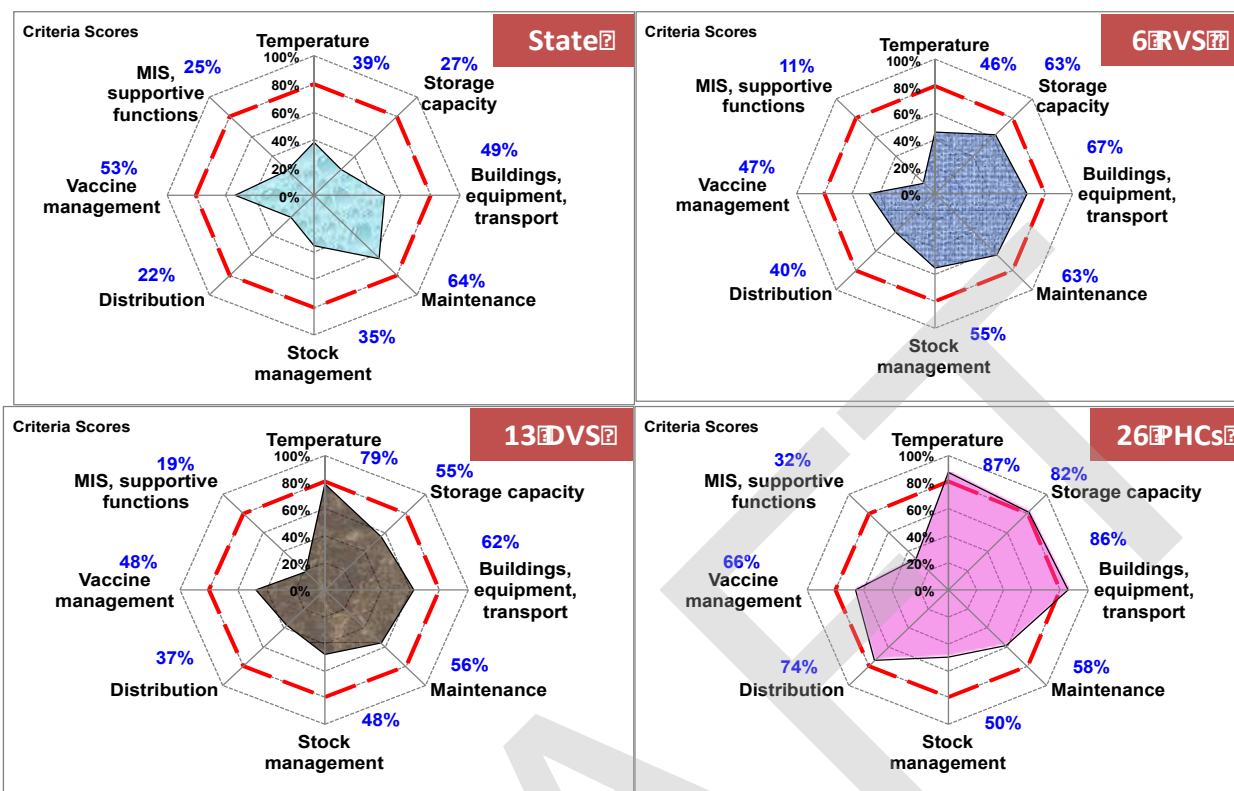 Criteria Scores
State
Temperature
100%
39%
27%
Storage
capacity
25%
MIS,
supportive
functions
80%
60%
40%
20%
0%
49%
Buildings,
equipment,
transport
53%
Vaccine
management
64%
Maintenance
22%
Distribution
35%
Stock
management
Criteria Scores
6 RVS
Temperature
100%
46%
63%
Storage
capacity
11%
MIS, supportive
functions
80%
60%
40%
20%
0%
67%
Buildings,
equipment,
transport
47%
Vaccine
management
63%
Maintenance
40%
Distribution
55%
Stock
management
Criteria Scores
13 DVS
Temperature
100%
79%
55%
Storage capacity
19%
MIS, supportive
functions
80%
60%
40%
20%
0%
62%
Buildings,
equipment,
transport
48%
Vaccine
management
56%
Maintenance
37%
Distribution
48%
Stock
management
Criteria Scores
26 PHCs
Temperature
100%
87%
82%
Storage capacity
32%
MIS, supportive
functions
80%
60%
40%
20%
0%
86%
Buildings,
equipment,
transport
66%
Vaccine
management
58%
Maintenance
74%
Distribution
50%
Stock
management